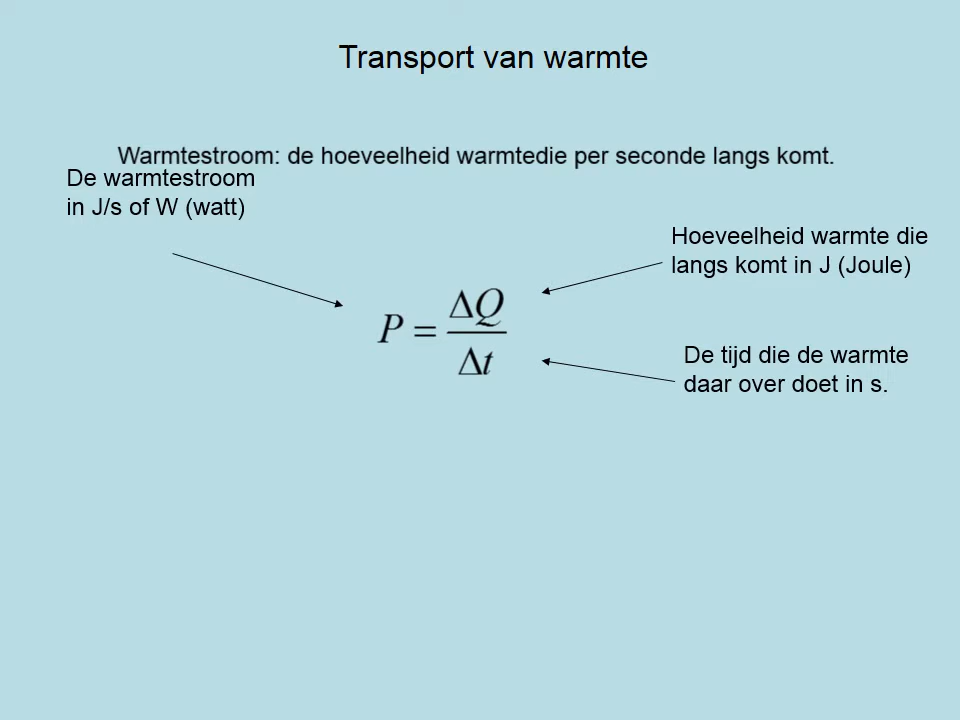 Transport van warmte
Warmtestroom: de hoeveelheid warmtedie per seconde langs komt.
De warmtestroom
in J/s of W (watt)
Hoeveelheid warmte die
langs komt in J (Joule)
P = ΔQ / Δt
De tijd die de warmte
daar over doet in s.